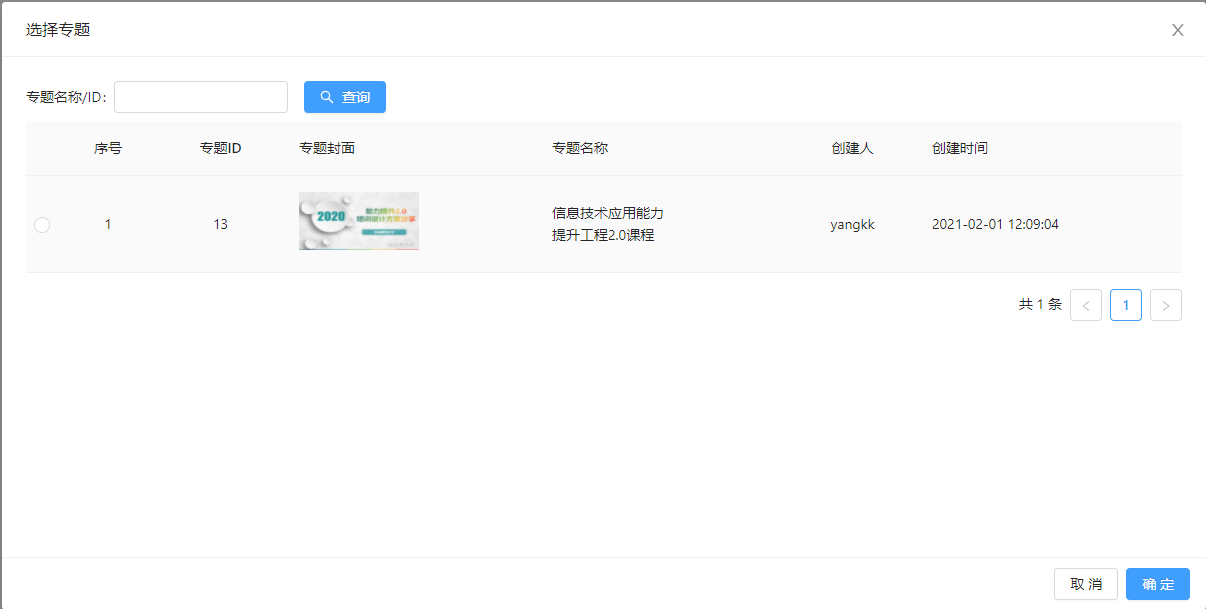 选择专题
专题名称/ID:
查询
序号 专题ID 专题封面 专题名称 创建人 创建时间
1 13 信息技术应用能力 提升工程2.0课程 yangkk 2021-02-01 12:09:04
2020
能力提升2.0
培训设计方案分享
共 1 条 < 1 >
取 消 确 定